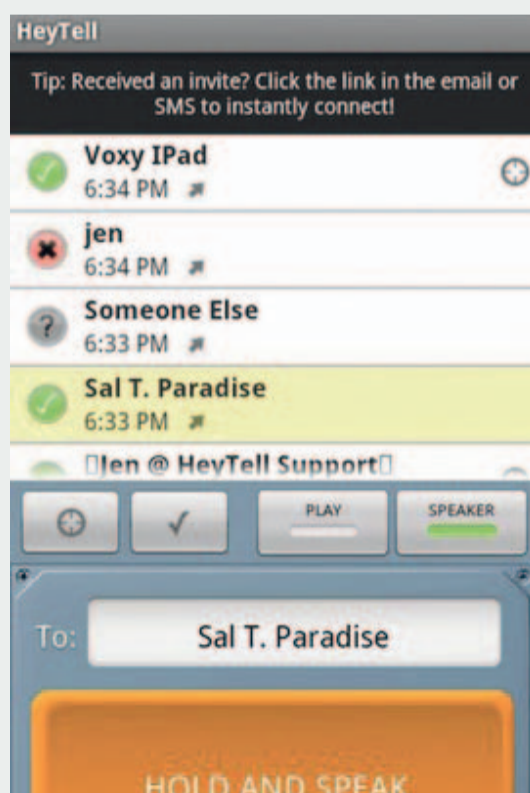 HeyTell
Tip: Received an invite? Click the link in the email or
SMS to instantly connect!
Voxy IPad
6:34 PM
jen
6:34 PM
?
Someone Else
6:33 PM
Sal T. Paradise
6:33 PM
Jen @ HeyTell Support
PLAY
SPEAKER
To:
Sal T. Paradise
HOLD AND SPEAK